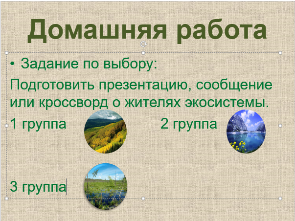 Домашняя работа
• Задание по выбору:
Подготовить презентацию, сообщение
или кроссворд о жителях экосистемы.
1 группа 2 группа
3 группа